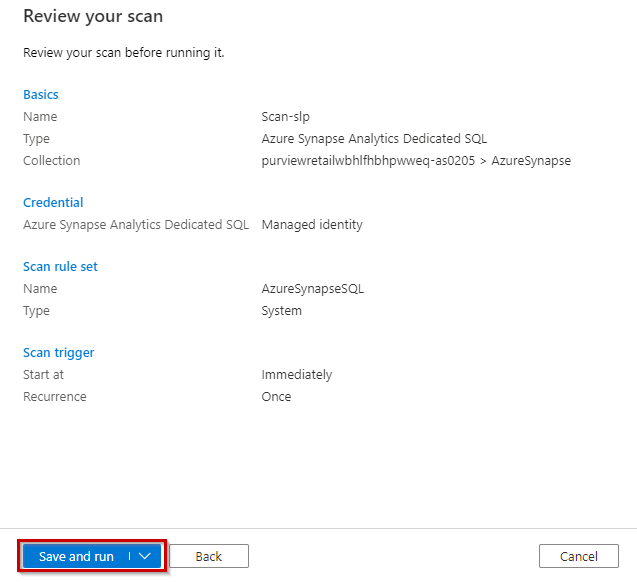 Review your scan
Review your scan before running it.
Basics
Name Scan-slp
Type Azure Synapse Analytics Dedicated SQL
Collection purviewretailwbhlfhbhpwweq-as0205 > AzureSynapse
Credential
Azure Synapse Analytics Dedicated SQL Managed identity
Scan rule set
Name AzureSynapseSQL
Type System
Scan trigger
Start at Immediately
Recurrence Once
Save and run Back Cancel